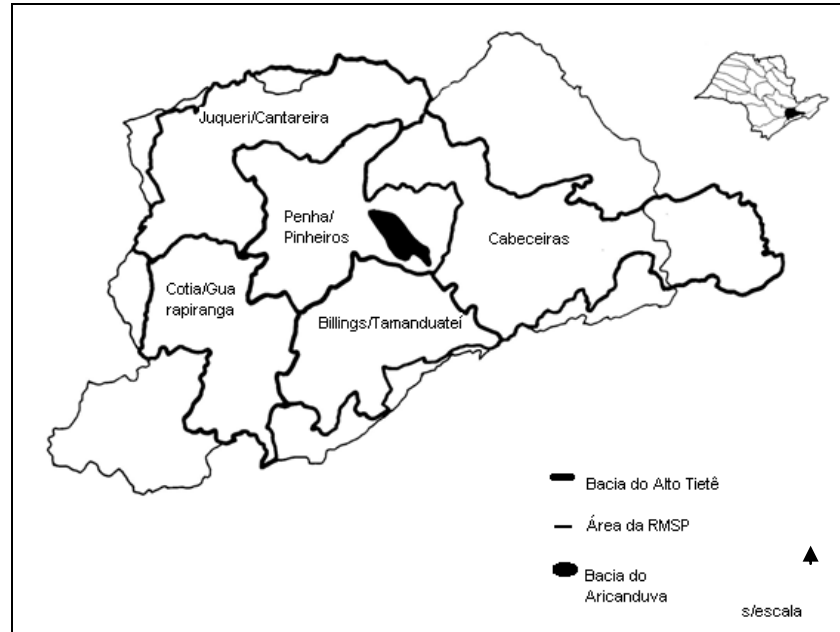 Juqueri/Cantareira
Penha/
Pinheiros
Cabeceiras
Cotia/Gua
rapiranga
Billings/Tamanduateí
Bacia do Alto Tietê
Área da RMSP
Bacia do
Aricanduva
s/escala